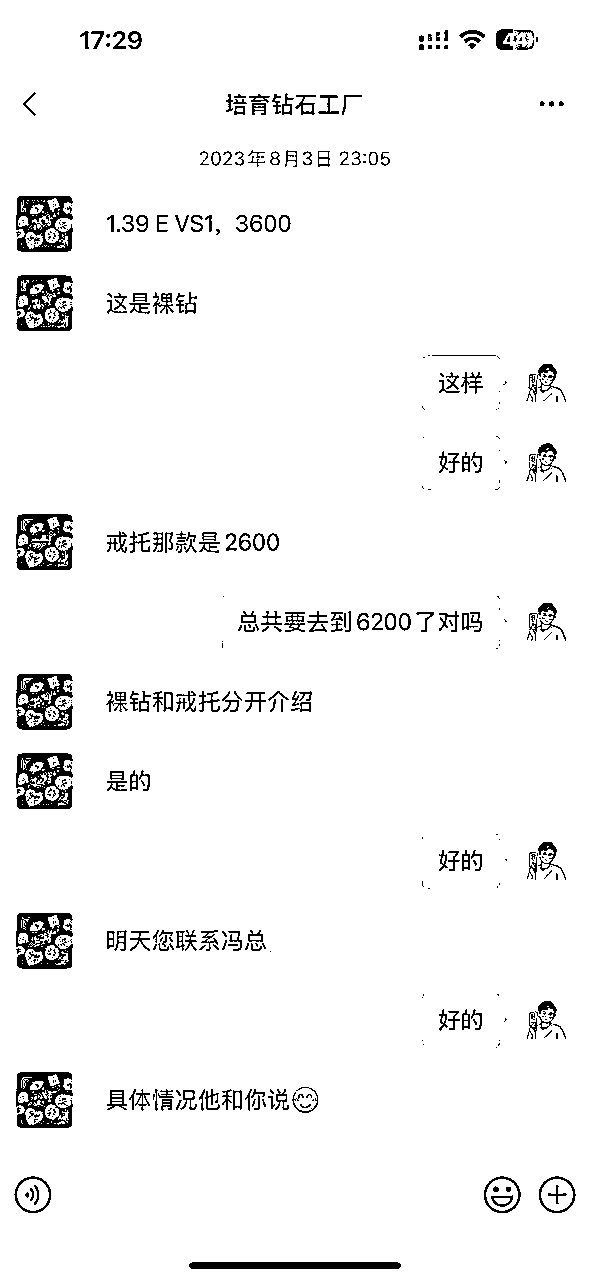 17:29
培育钻石工厂
2023年8月3日 23:05
1.39 E VS1，3600
这是裸钻
这样
好的
戒托那款是2600
总共要去到6200了对吗
裸钻和戒托分开介绍
是的
好的
明天您联系冯总
好的
具体情况他和你说😊